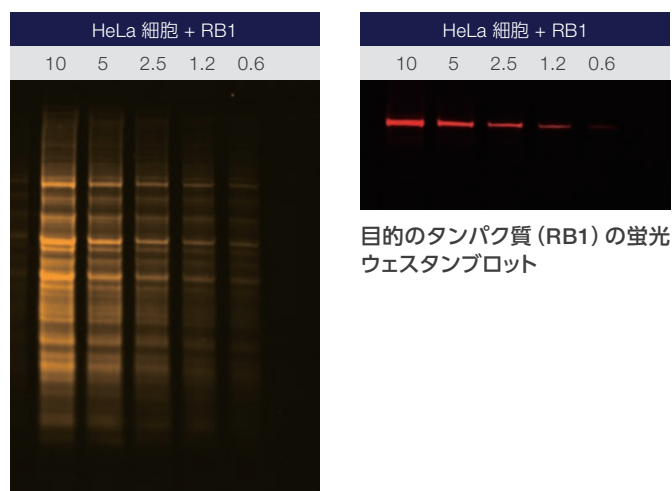 HeLa 細胞 + RB1
10 5 2.5 1.2 0.6
HeLa 細胞 + RB1
10 5 2.5 1.2 0.6
目的のタンパク質 (RB1) の蛍光
ウェスタンブロット